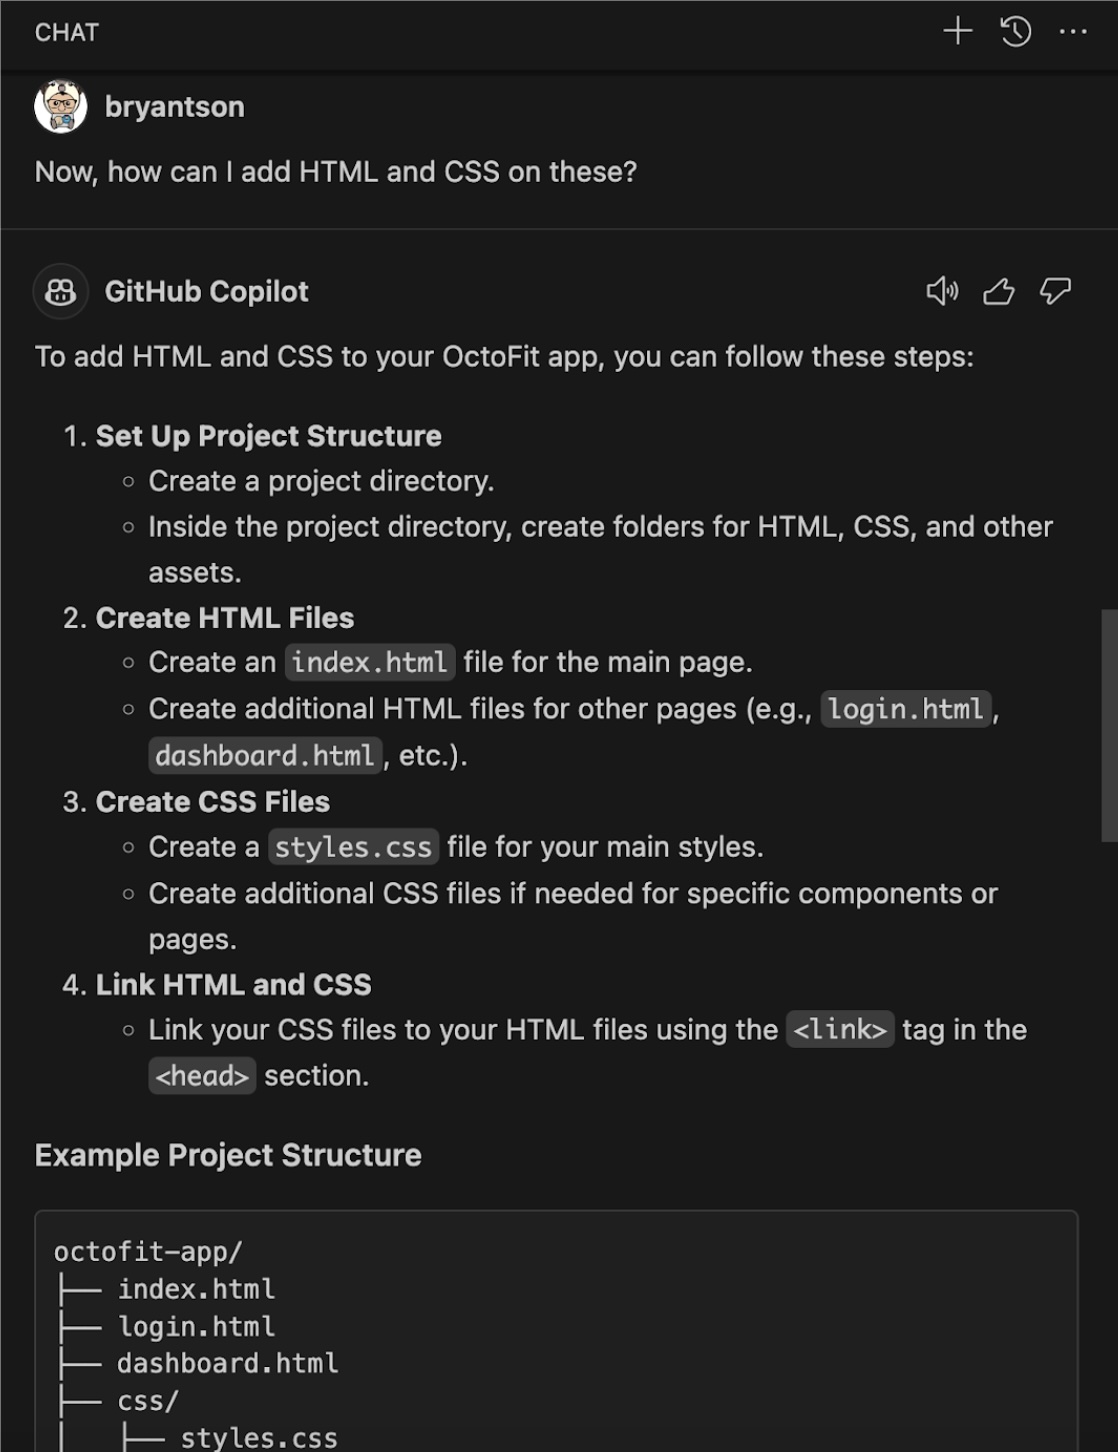 CHAT
bryantson
Now, how can I add HTML and CSS on these?
GitHub Copilot
To add HTML and CSS to your OctoFit app, you can follow these steps:
1. Set Up Project Structure
○ Create a project directory.
○ Inside the project directory, create folders for HTML, CSS, and other
assets.
2. Create HTML Files
○ Create an index.html file for the main page.
○ Create additional HTML files for other pages (e.g., login.html,
dashboard.html, etc.).
3. Create CSS Files
○ Create a styles.css file for your main styles.
○ Create additional CSS files if needed for specific components or
pages.
4. Link HTML and CSS
○ Link your CSS files to your HTML files using the <link> tag in the
<head> section.
Example Project Structure
octofit-app/
├── index.html
├── login.html
├── dashboard.html
├── css/
│   ├── styles.css